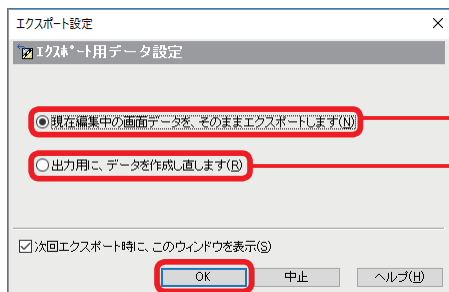 エクスポート設定
ｴｸｽﾎﾟｰﾄ用データ設定
現在編集中の画面データを、そのままエクスポートします(N)
出力用に、データを作成し直します(R)
次回エクスポート時に、このウィンドウを表示(S)
OK 中止 ヘルプ(H)